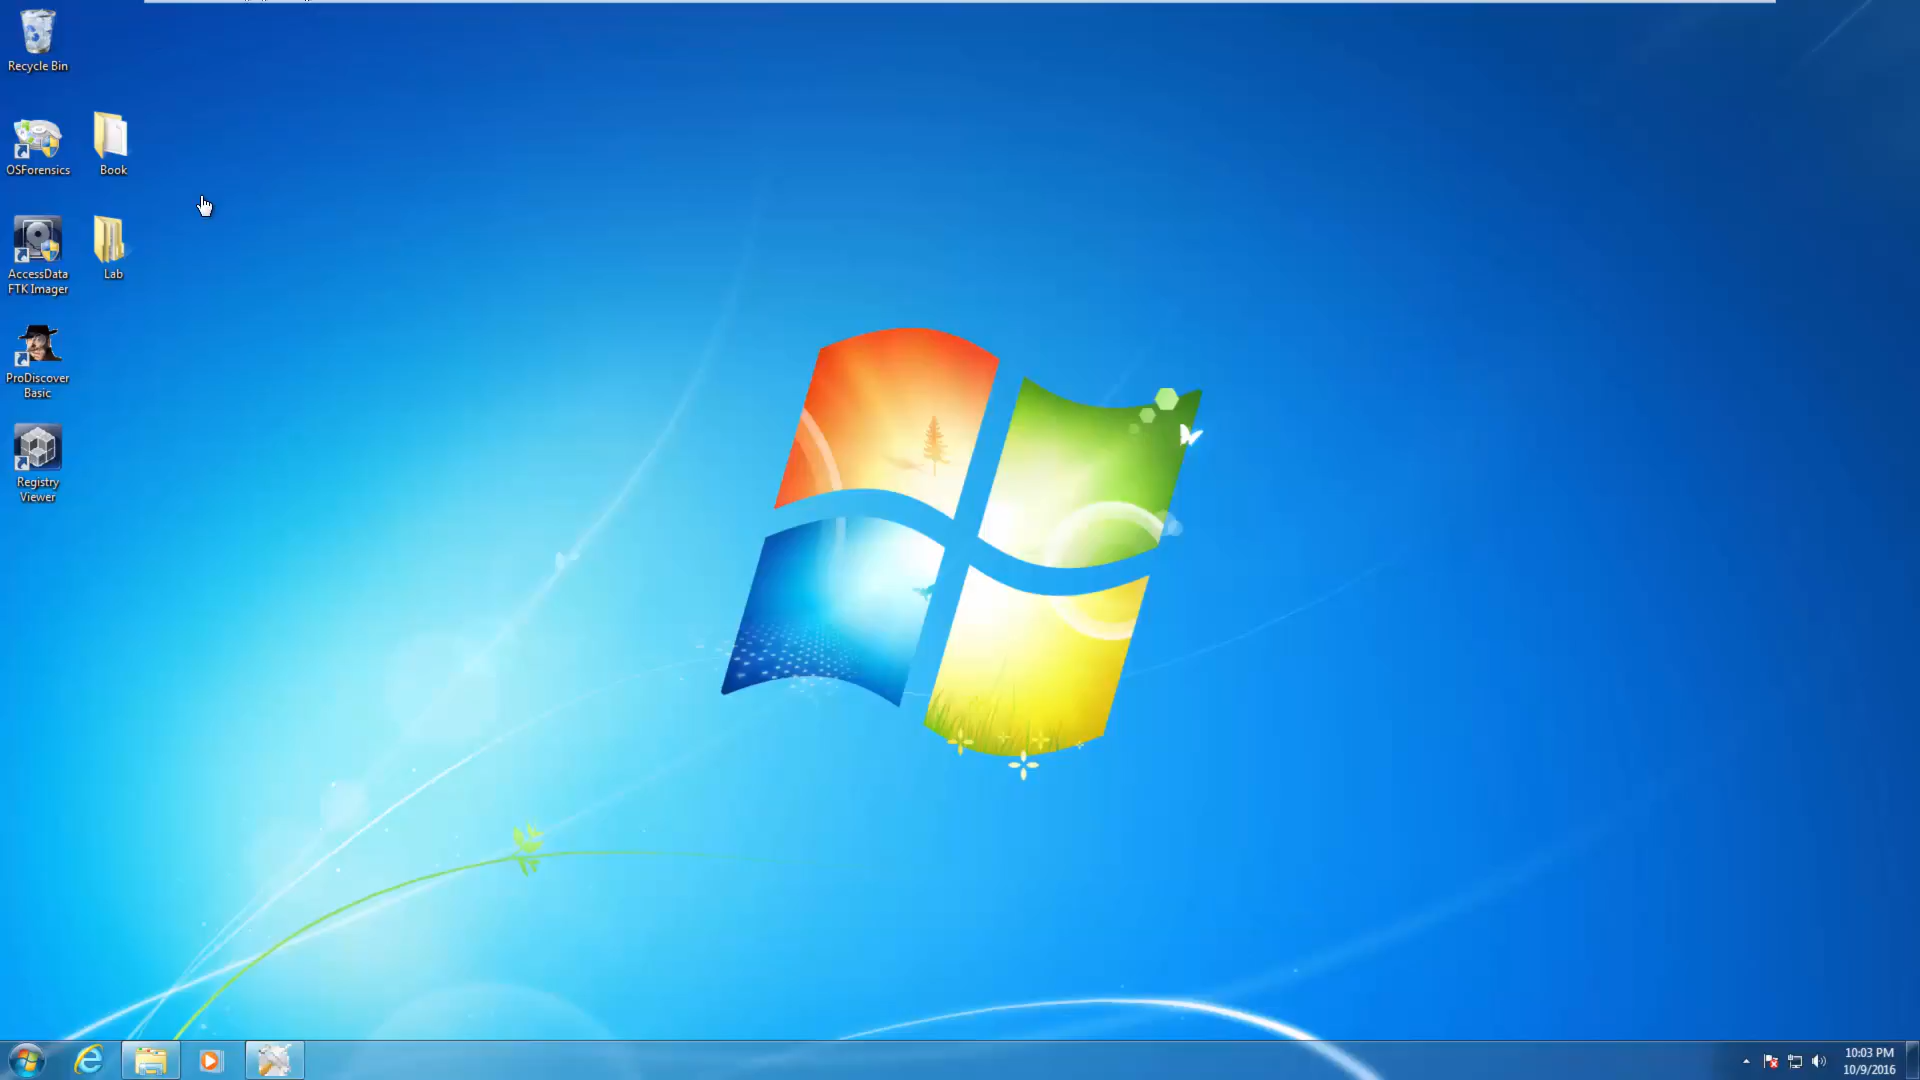 Recycle Bin
OSForensics
Book
AccessData
FTK Imager
Lab
ProDiscover
Basic
Registry
Viewer
10:03 PM
10/9/2016